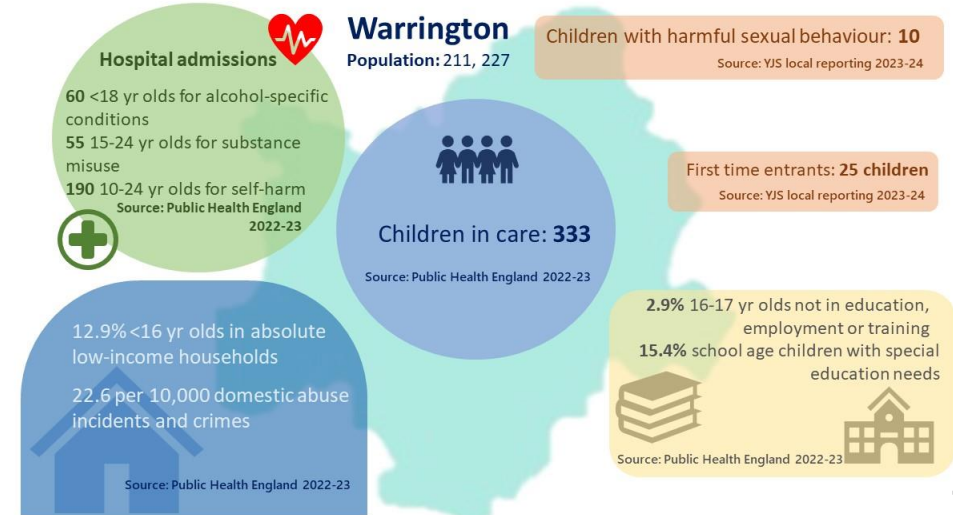 Warrington
Population: 211, 227
Hospital admissions
60 <18 yr olds for alcohol-specific
conditions
55 15-24 yr olds for substance
misuse
190 10-24 yr olds for self-harm
Source: Public Health England
2022-23
Children with harmful sexual behaviour: 10
Source: YJS local reporting 2023-24
First time entrants: 25 children
Source: YJS local reporting 2023-24
Children in care: 333
Source: Public Health England 2022-23
12.9% <16 yr olds in absolute
low-income households
22.6 per 10,000 domestic abuse
incidents and crimes
Source: Public Health England 2022-23
2.9% 16-17 yr olds not in education,
employment or training
15.4% school age children with special
education needs
Source: Public Health England 2022-23